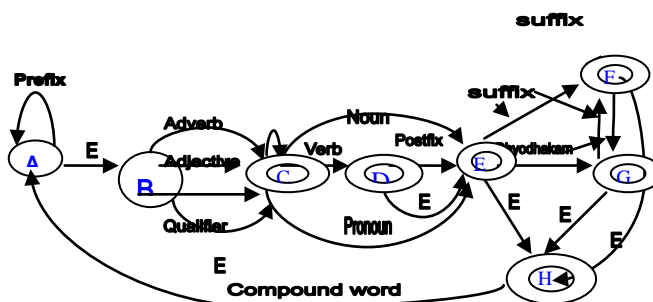 suffix
F
Prefix
suffix
Adverb
Noun
Postfix
E
Adjective
Verb
E
A
B
C
D
E
G
Qualifier
Pronoun
E
E
E
E
H
Compound word